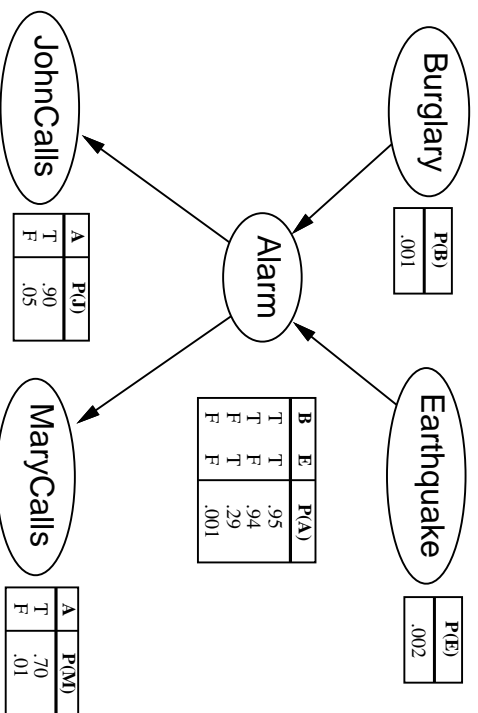 Burglary
P(B)
.001
Earthquake
P(E)
.002
Alarm
B E P(A)
T T .95
T F .94
F T .29
F F .001
JohnCalls
A P(J)
T .90
F .05
MaryCalls
A P(M)
T .70
F .01